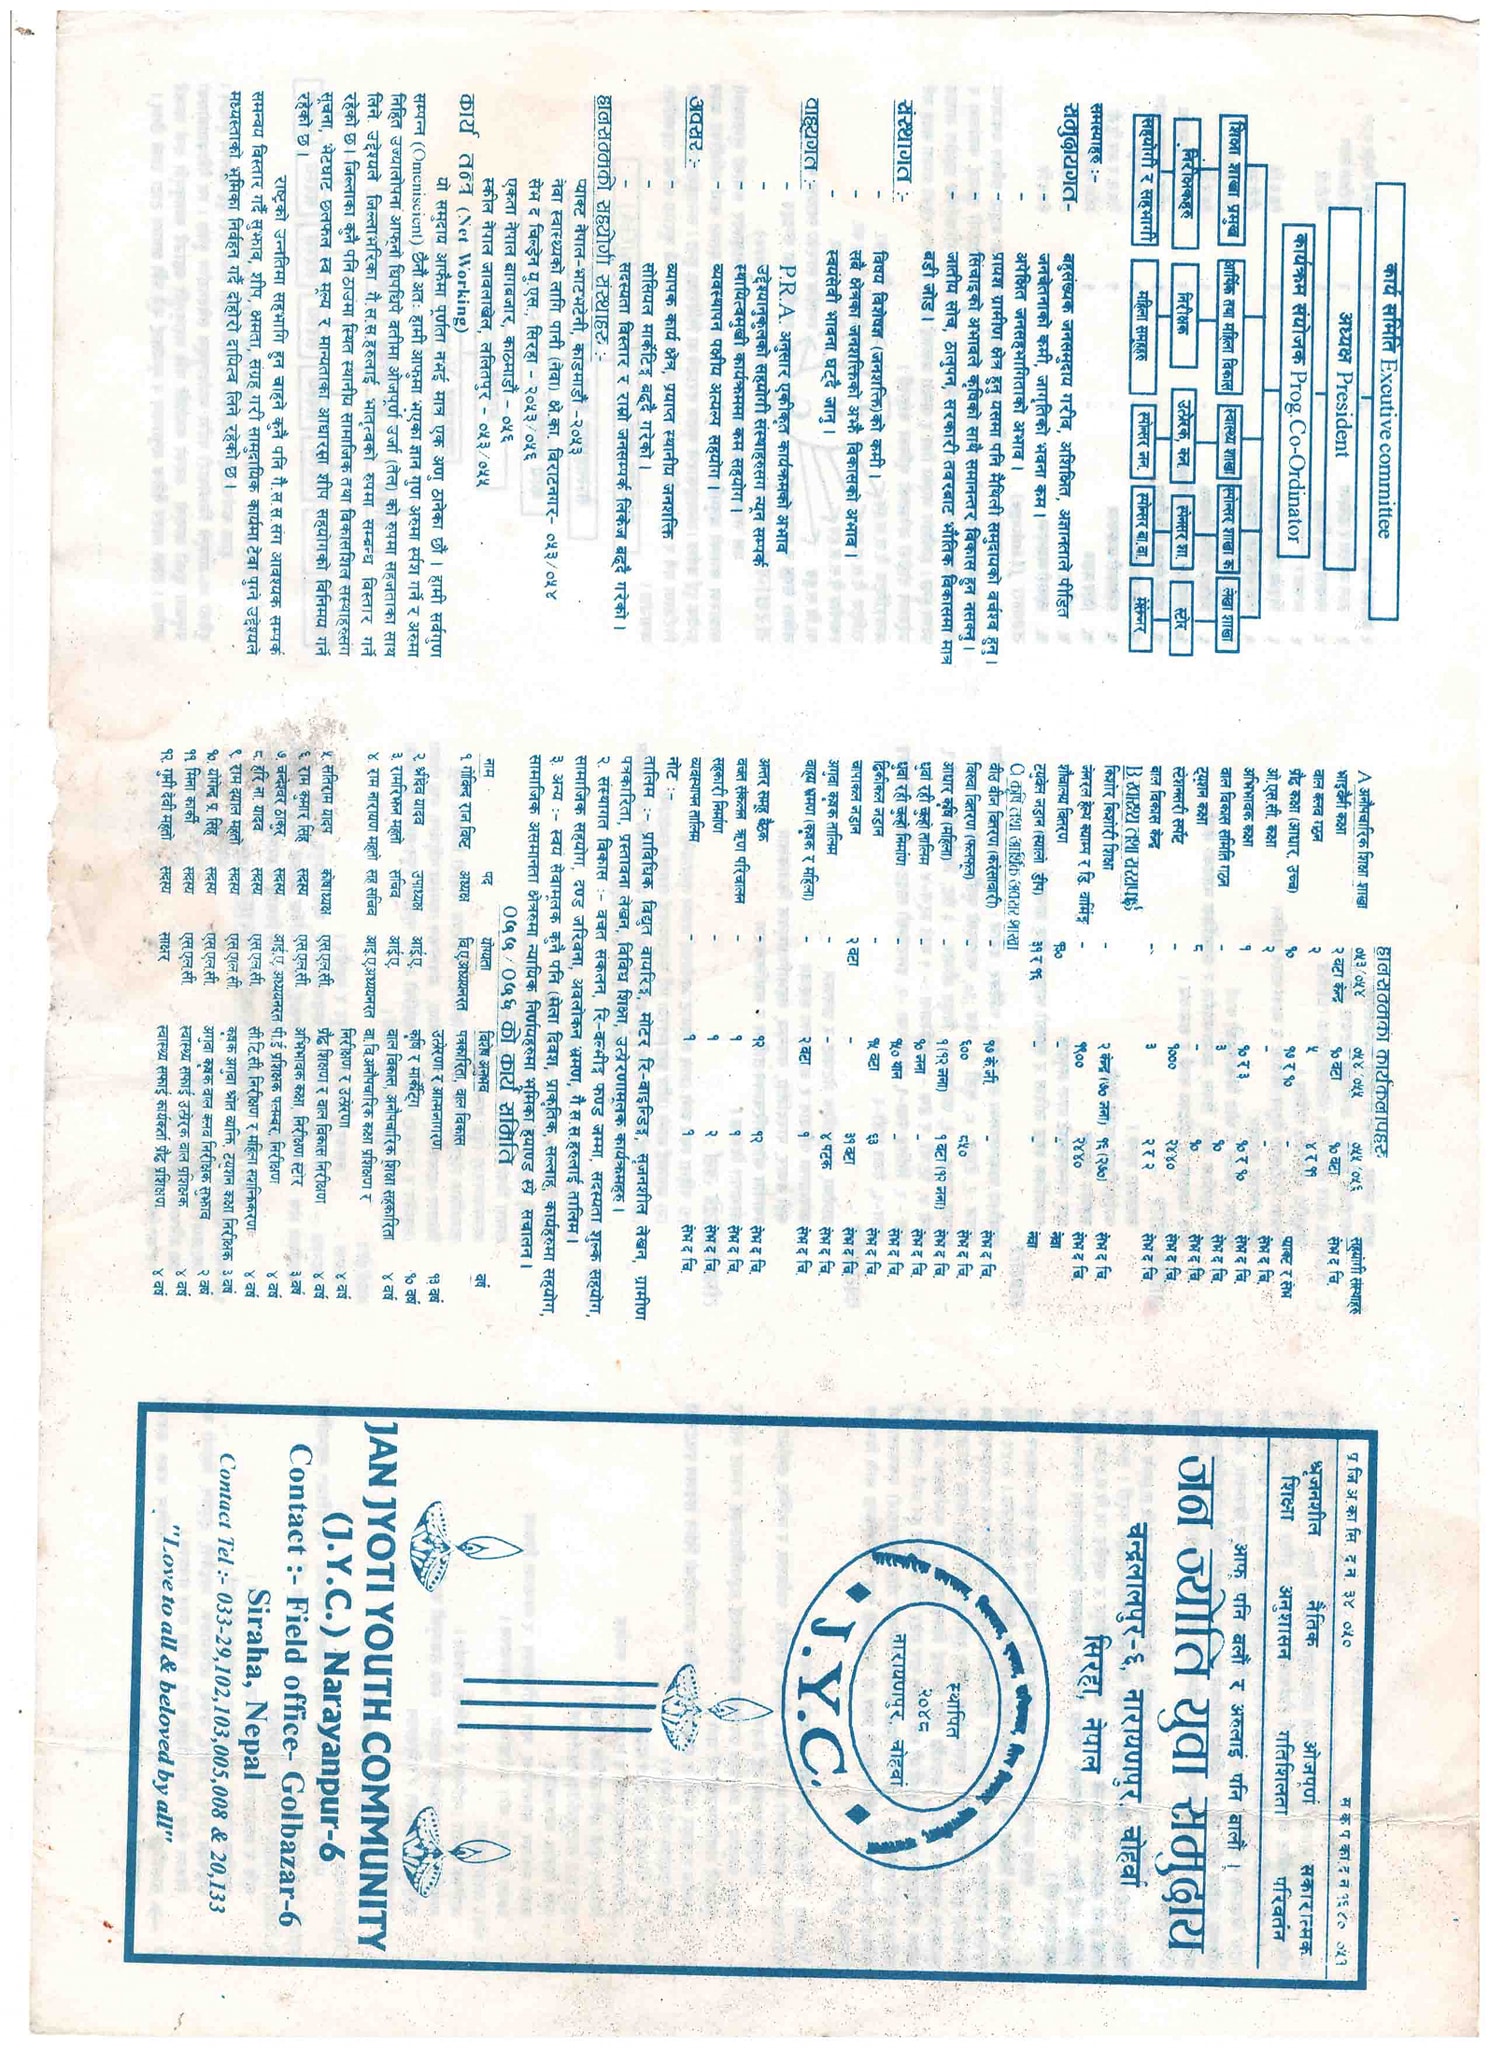 कार्य समिति Excutive committee
अध्यक्ष President
कार्यक्रम संयोजक Prog.Co-Ordinator
शिक्षा शाखा प्रमुख आर्थिक तथा महिला विकास स्वास्थ्य शाखा स्पोन्सर शाखा क लेखा शाखा
निरीक्षकहरु निरीक्षक उत्प्रेरक, कन. स्पोनसर शा. स्टोर
सहयोगी र सहभागी महिला समूहहरु स्पोन्सर जन. स्पोन्सर बा.वा. मेसेन्जर
समस्याहरु :-
समुदायगत- बहुसंख्यक जनसमुदाय गरीव, अशिक्षित, अज्ञानताले पीडित
- जनचेतनाको कमी, जागृतिको भवना कम।
- अपेक्षित जनसहभागिताको अभाव।
- प्रायश ग्रामीण क्षेत्र हुनु यसमा पनि मैथिली समुदायको वर्चश्व हुनु।
- सिंचाइको अभावले कृषिको साथै समानन्तर विकास हुन नसक्नु।
- जातीय सोच, ठालुपन, सरकारी तवरबाट भौतिक विकासमा मात्र
बडी जोड।
संस्थागत :-
- विषय विशेषज्ञ (जनशक्ति)को कमी।
- सबै क्षेत्रका जनशक्तिको अझै विकासको अभाव।
- स्वयंसेवी भावना घट्दै जानु।
वाह्यगत :-
- P.R.A. अनुसार एकीकृत कार्यक्रमको अभाव
- उद्देश्यानुकुलको सहयोगी संस्थाहरुसंग न्यून सम्पर्क
- स्थायित्वमुखी कार्यक्रममा कम सहयोग।
- व्यवस्थापन पक्षीय अत्यल्प सहयोग।
अवसर :-
- व्यापक कार्य क्षेत्र, प्रयाप्त स्थानीय जनशक्ति
- सोसियल मार्केटिङ्ग बढ्दै गरेको।
- सदस्यता विस्तार र राम्रो जनसम्पर्क लिंकेज बढ्दै गरेको।
हालसम्मको सहयोगी संस्थाहरु :-
प्याक्ट नेपाल-भाटभटेनी, काडमाडौं -२०५३
नेवा स्वास्थ्यको लागि पानी (नेवा) क्षे.का. विराटनगर- ०५३/०५४
सेभ द चिल्ड्रेन यु.एस., सिरहा - २०५३/०५६
एकता नेपाल बागबजार, काठमाडौं - ०५६
स्कील नेपाल जावलाखेल, ललितपुर - ०५३/०५५
कार्य तन्त्र (Net Working)
यो समुदाय आफैमा पूर्णता नभई मात्र एक अणु ठानेका छौं। हामी सर्वगुण
सम्पन्न (Omeniscient) छैनौ अतः हामी आफुमा भएका ज्ञान गुण अरुमा र्स्पश गर्ने र अरुमा
निहित उज्यालोपना आफ्नो धिपधिपे वतीमा ओजपूर्ण उर्जा (तेल) को रुपमा सहजताका साथ
लिने. उद्देश्यले जिल्लाभरिका गै.स.स.हरुलाई भातृत्वको रुपमा सम्बन्ध विस्तार गर्ने
रहेको छ। जिल्लाका कुनै पनि ठाउंमा स्थित स्थानीय सामाजिक तथा विकासशिल सस्थाहरुसंग
सूचना, भेटघाट छलफल स्व मूल्य र मान्यताका आधारमा शीप सहयोगको विनिमय गर्ने
रहेको छ।
राष्ट्रको उन्नतिमा सहभागि हुन चाहने कुनै पनि गै.स.स.संग आवश्यक सम्पर्क
समन्वय विस्तार गर्दै सुझाव, शीप, क्षमता, संग्रह गरी सामुदायिक कार्यमा टेवा पुग्ने उद्देश्यले
मध्यस्ताको भूमिका निर्वहन गर्दै दोहोरो दायित्व लिने रहेको छ।
हालसम्मका कार्यकलापहरु
A अनौपचारिक शिक्षा शाखा ०५३/०५४ ०५४/०५५ ०५५/०५६ सहयोगी संस्थाहरु
भाइवैनी कक्षा २ वटा केन्द्र १० वटा १० वटा सेभ द चि.
वाल क्लव गठन २ ५ ४ र ११
प्रौढ कक्षा (आधार, उच्च) १० १७ र १० - प्याक्ट र सेभ
ओ.एस.सी. कक्षा २ - - सेभ द चि.
अभिभावक कक्षा १ १० र ३ १० र १० सेभ द चि.
वाल विकास समिति गठन - ३ १० सेभ द चि.
ट्युशन कक्षा ८ - १० सेभ द चि.
स्टेशनसरी सर्पोट - १००० २४४० सेभ द चि.
बाल विकास केन्द्र - ३ २ र २ सेभ द चि.
B. स्वास्थ्य तथा सरसफाई
किशोर किशोरी शिक्षा - २ केन्द्र (७० जना) १६ (२७०) सेभ द चि.
जेनरल हेल्थ क्याम्प र डि. वार्मिङ्ग - १९०० २४४० सेभ द चि.
शौचालय वितरण १३० - - नेवा
टयुवेल जडान (स्यालो डीप) ३१ र १६ - - नेवा
C) कृषि तथा आर्थिक अवसर शाखा
वीउ वीज वितरण (करेसावारी) - १७ के.जी. - सेभ द चि.
विरुवा वितरण (फलफूल) - ६०० ८५० सेभ द चि.
आधार कृषि (महिला) - १ (१२ जना) १ वटा (१२ जना) सेभ द चि.
धुवां रही चुल्हो तालिम - १० जना - सेभ द चि.
धुवां रही चुल्हो निर्माण - १५० थान - सेभ द चि.
ढिकीकल जडान - १५ वटा ६३ सेभ द चि.
चापाकल जडान २ वटा - ३१ वटा सेभ द चि.
अगुवा कृषक तालिम - - ४ पटक सेभ द चि.
वाह्य भ्रमण (कृषक र महिला) - २ वटा १ सेभ द चि.
अन्तर समूह बैठक - १२ १२ सेभ द चि.
वचत संकलन ऋण परिचालन - १ १ सेभ द चि.
सहकारी निर्माण - १ २ सेभ द चि.
व्यवस्थापन तालिम - १ १ सेभ द चि.
नोट :-
तालिम :- प्राविधिक विद्युत वायरिङ्ग, मोटर रि-वाइन्डिङ्ग, सृजनशील लेखन, ग्रामीण
पत्रकारिता, प्रस्तावना लेखन, विविध शिक्षा, उत्प्रेरणामूलक कार्यक्रमहरु।
२. संस्थागत विकास :- वचत संकलन, रि-वल्भीङ्ग फण्ड जम्मा, सदस्यता शुल्क सहयोग,
सामाजिक सहयोग, दण्ड जरिवना, अवलोकन भ्रमण, गै.स.स.हरुलाई तालिम।
३. अन्य :- स्वयं सेवामूलक कुनै पनि (मेला दिवश, प्राकृतिक, सल्लाह, कार्यहरुमा सहयोग,
सामाजिक असमानता क्षेत्ररुमा न्यायिक निर्णयहरुमा भूमिका हयाण्ड स्प्रे सचालन।
०५५/०५६ को कार्य समिति
नाम पद योग्यता विशेष अनुभव वर्ष
१. गोविन्द राज विष्ट अध्यक्ष वि.ए.अध्ययनरत पत्रकारिता, वाल विकास
उत्प्रेरणा र आत्मजागरण १३ वर्ष
२. श्रीदेव यादव उपाध्यक्ष आई.ए. कृषि र मार्केटिंग १० वर्ष
३. रामरिझन महतो सचिव आई.ए. वाल विकास, अनौपचारिक शिक्षा सहकारिता ४ वर्ष
४. राम नारायण महतो सह सचिव आई.ए.अध्ययनरत वा.वि.अनौपचारिक कक्षा प्रशिक्षण र
निरीक्षण र उत्प्रेरणा ४ वर्ष
५. सतिराम यादप कोषाध्यक्ष एस.एल.सी. प्रौढ शिक्षण र वाल विकास निरीक्षण ४ वर्ष
६. राम कुमार सिंह सदस्य एस.एल.सी. अभिभावक कक्षा, निरीक्षण स्टोर ३ वर्ष
७. चन्देश्वर ठाकुर सदस्य आई.ए. अध्ययनरत पी.ई प्रशिक्षक पलम्बर, निरीक्षण ४ वर्ष
८. हरि ना. यादव सदस्य एस.एल.सी. सी.टि.सी. निरीक्षण र महिला सशक्तिकरण ४ वर्ष
९. राम दयाल महतो सदस्य एस.एल.सी. कृषक अगुवा श्रोत व्यक्ति, टयुशन कक्षा निरीक्षक ३ वर्ष
१०. योगेन्द्र प्र. सिंह सदस्य एस.एल.सी. अगुवा कृषक वाल क्लव निरीक्षक सुझाव २ वर्ष
११ मिना कार्की सदस्य एस.एल.सी. स्वास्थ्य सफाई उत्प्रेरक वाल प्रशिक्षक ४ वर्ष
१२. गुमी देवी महतो सदस्य साक्षर स्वास्थ्य सफाई कार्यकर्ता प्रौढ प्रशिक्षण ४ वर्ष
प्र जि अ का सि. द नं. ३४ ०५० स क प का द न १६८० ०५१
श्रृजनशील नैतिक ओजपूर्ण सकारात्मक
शिक्षा अनुशासन गतिशिलता परिवर्तन
आफू पनि बलौं र अरुलाई पनि बालौं।
जन ज्योति युवा समुदाय
चन्द्रलालपुर-६, नारायणपुर, चोहर्वा
सिरहा, नेपाल
स्थापित
२०४८
नारायणपुर, चोहर्वा
J.Y.C.
JAN JYOTI YOUTH COMMUNITY
(J.Y.C.) Narayanpur-6
Contact :- Field office- Golbazar-6
Siraha, Nepal
Contact Tel :- 033-29,102,103,005,008 & 20,133
"Love to all & beloved by all"